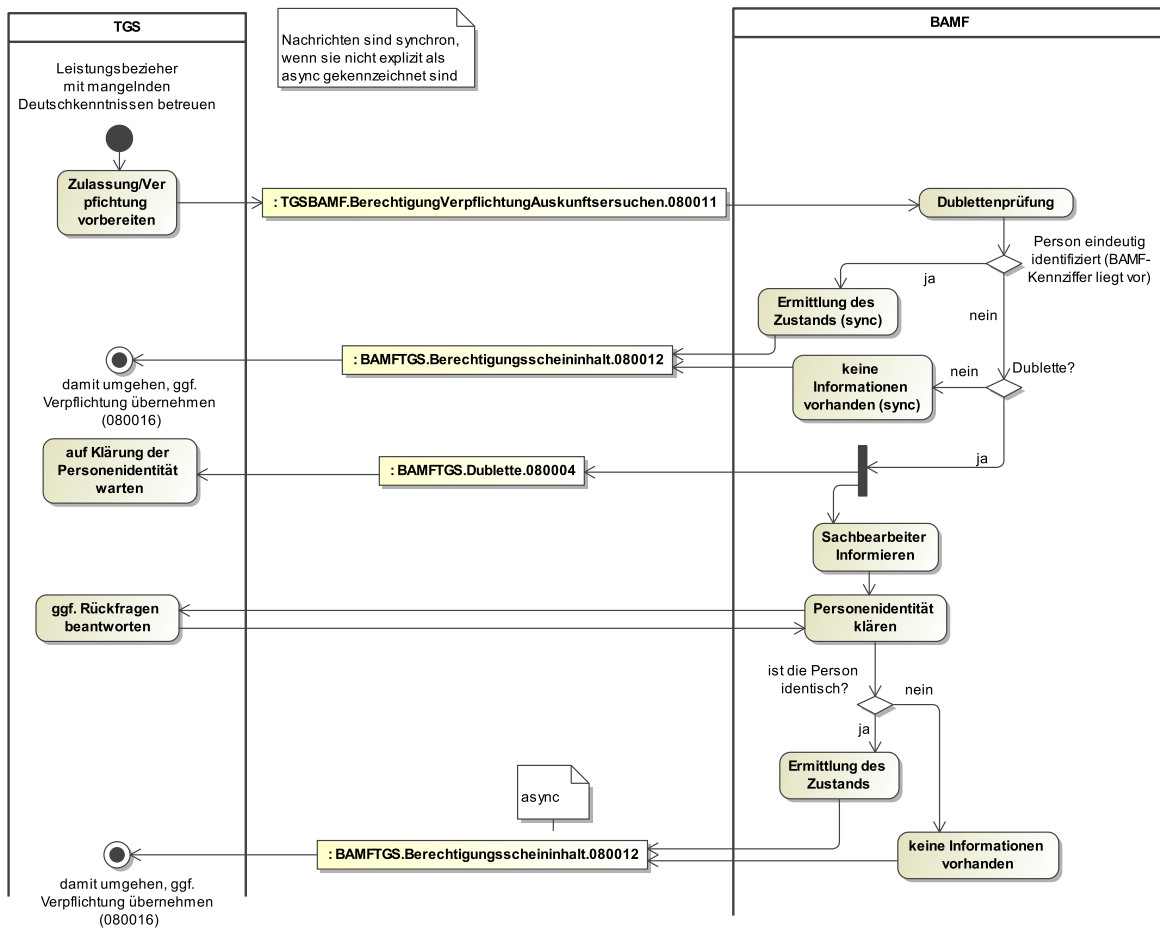 TGS
BAMF
Nachrichten sind synchron,
wenn sie nicht explizit als
async gekennzeichnet sind
Leistungsbezieher
mit mangelnden
Deutschkenntnissen betreuen
Zulassung/Ver
pfichtung
vorbereiten
: TGSBAMF.BerechtigungVerpflichtungAuskunftsersuchen.080011
Dublettenprüfung
Person eindeutig
identifiziert (BAMF-
Kennziffer liegt vor)
ja
nein
Ermittlung des
Zustands (sync)
: BAMFTGS.Berechtigungsscheininhalt.080012
damit umgehen, ggf.
Verpflichtung übernehmen
(080016)
keine
Informationen
vorhanden (sync)
nein
Dublette?
ja
auf Klärung der
Personenidentität
warten
: BAMFTGS.Dublette.080004
Sachbearbeiter
Informieren
ggf. Rückfragen
beantworten
Personenidentität
klären
ist die Person
identisch?
nein
ja
Ermittlung des
Zustands
async
: BAMFTGS.Berechtigungsscheininhalt.080012
keine Informationen
vorhanden
damit umgehen, ggf.
Verpflichtung übernehmen
(080016)